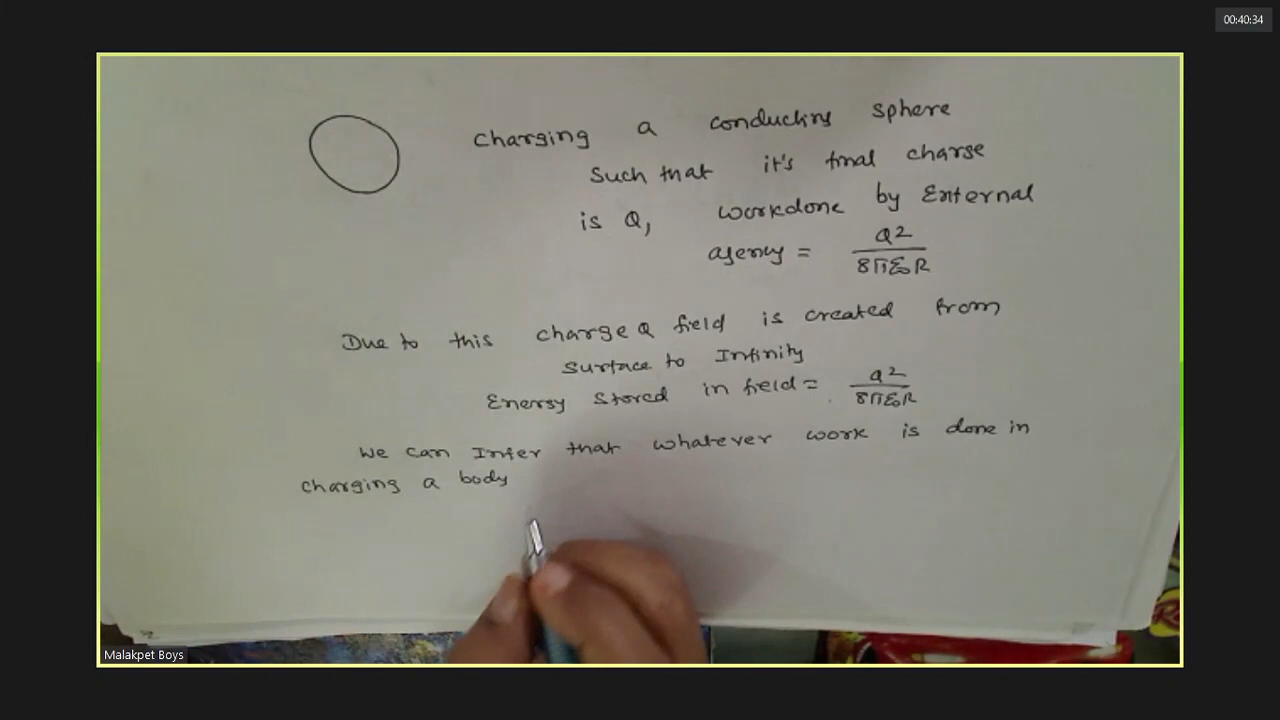 00:40:34
Charging a conducting sphere
Such that it's final charse
is Q, workdone by External
agency = Q2/8πε0R
Due to this charge Q field is created from
Surface to Infinity
Energy Stored in field = Q2/8πε0R
We can Infer that whatever work is done in
charging a body
Malakpet Boys